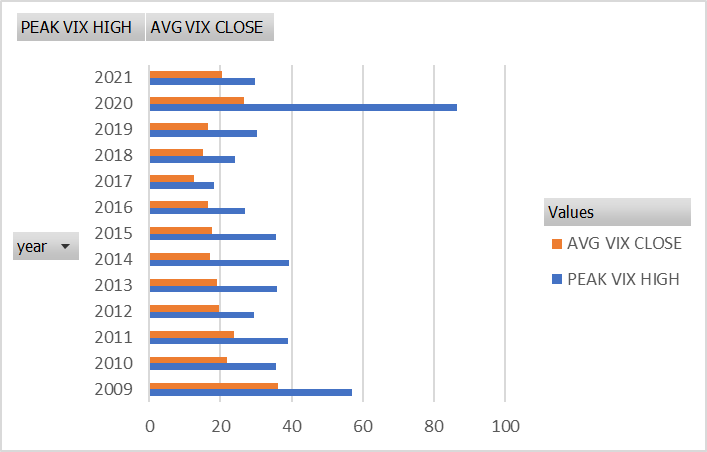 PEAK VIX HIGH AVG VIX CLOSE
2021
2020
2019
2018
2017
2016
2015
2014
2013
2012
2011
2010
2009
year
0 20 40 60 80 100
Values
AVG VIX CLOSE
PEAK VIX HIGH